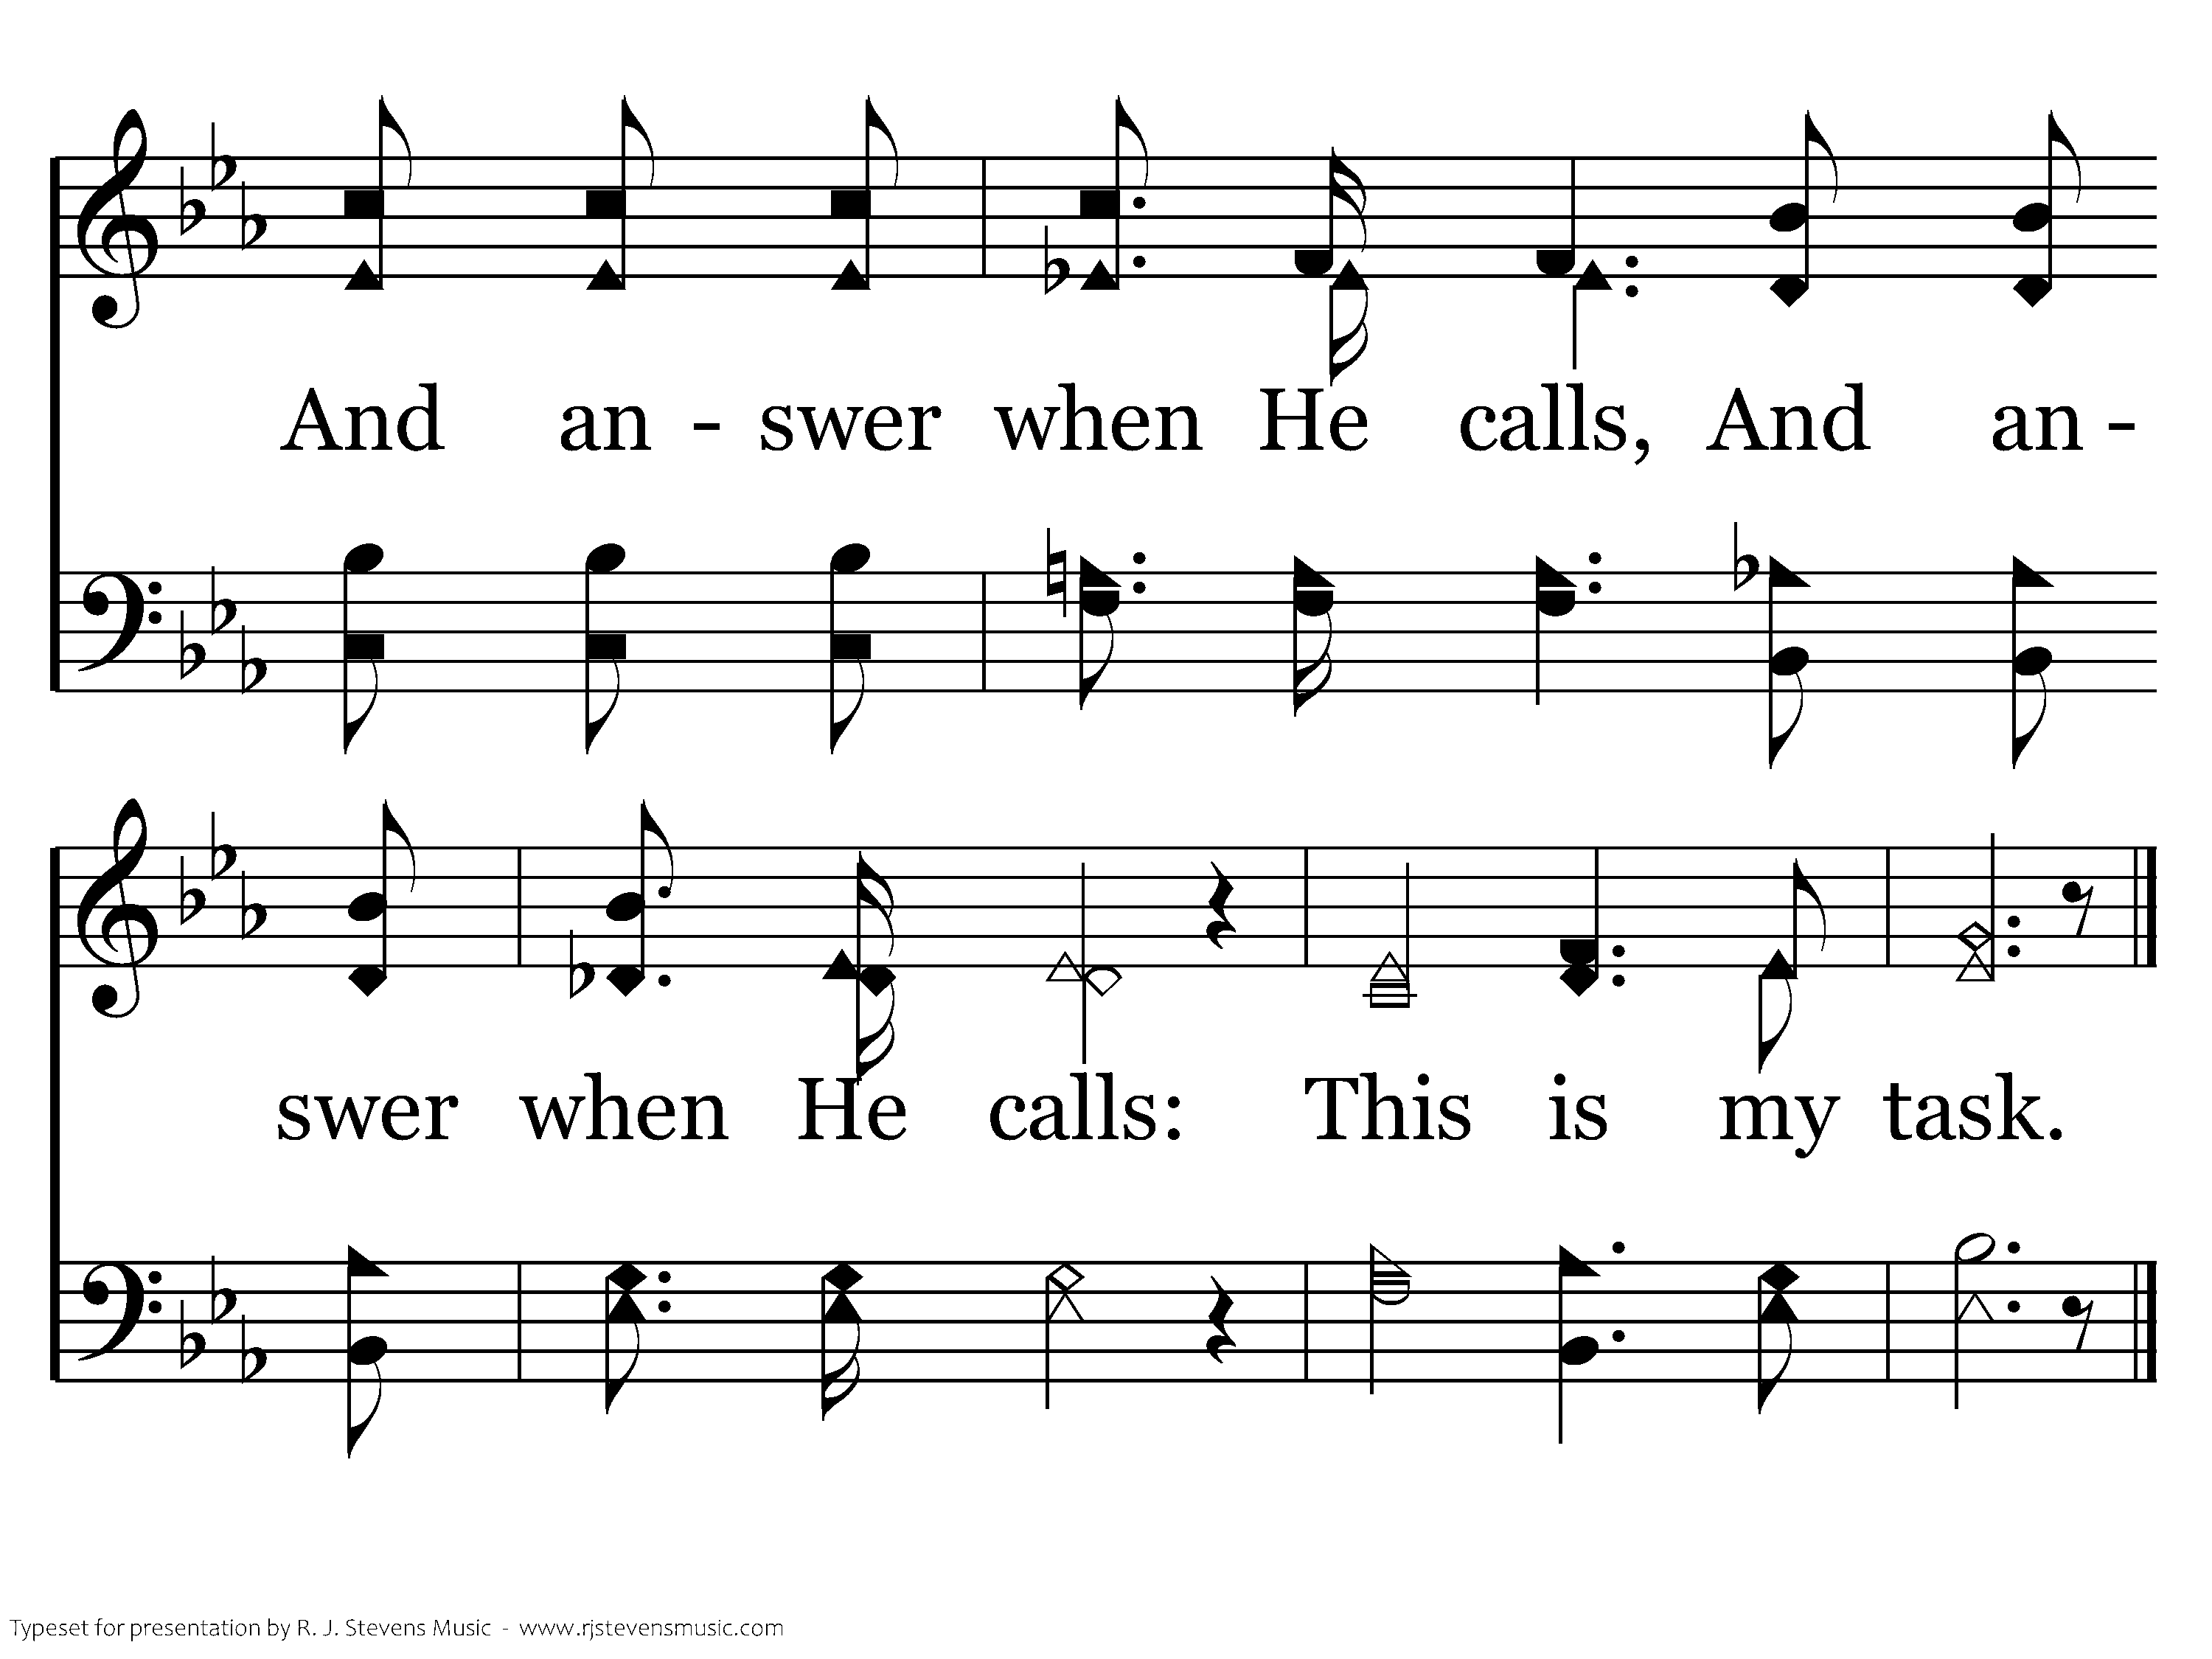 And an - swer when He calls, And an -
swer when He calls: This is my task.
Typeset for presentation by R. J. Stevens Music - www.rjstevensmusic.com